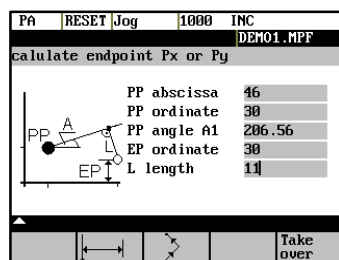 PA RESET Jog 1000 INC
DEMO1.MPF
calulate endpoint Px or Py
PP abscissa 46
PP ordinate 30
PP angle A1 206.56
EP ordinate 30
L length 11
PP A L EP
Take over